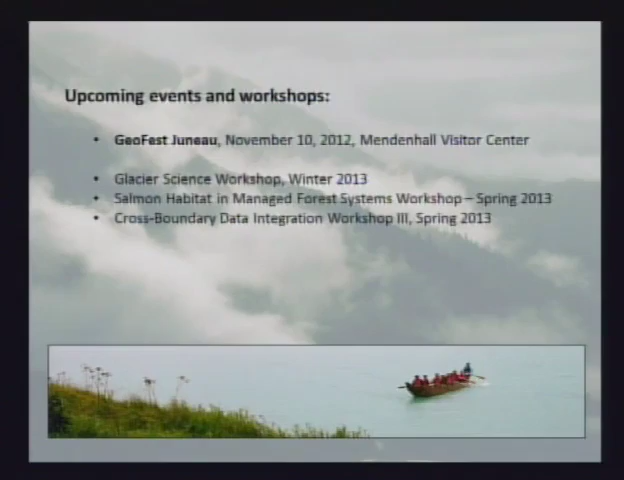 Upcoming events and workshops:
• GeoFest Juneau, November 10, 2012, Mendenhall Visitor Center
• Glacier Science Workshop, Winter 2013
• Salmon Habitat in Managed Forest Systems Workshop – Spring 2013
• Cross-Boundary Data Integration Workshop III, Spring 2013